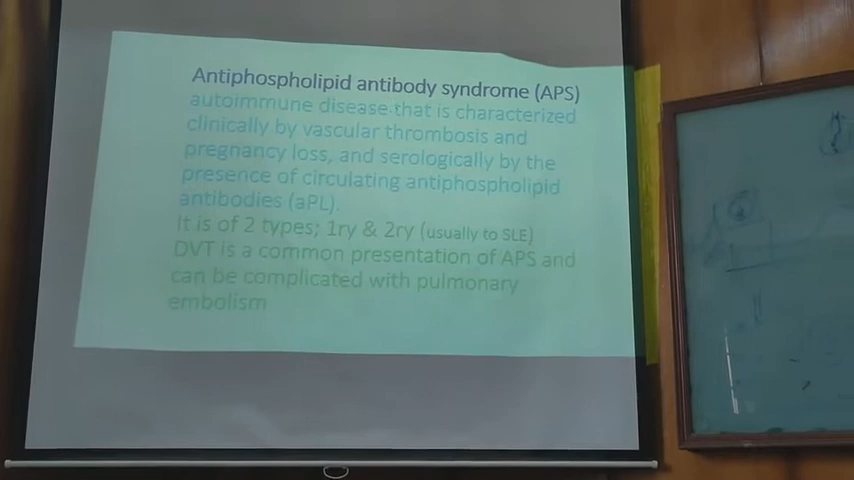 Antiphospholipid antibody syndrome (APS)
autoimmune disease that is characterized
clinically by vascular thrombosis and
pregnancy loss, and serologically by the
presence of circulating antiphospholipid
antibodies (aPL).
It is of 2 types; 1ry & 2ry (usually to SLE)
DVT is a common presentation of APS and
can be complicated with pulmonary
embolism